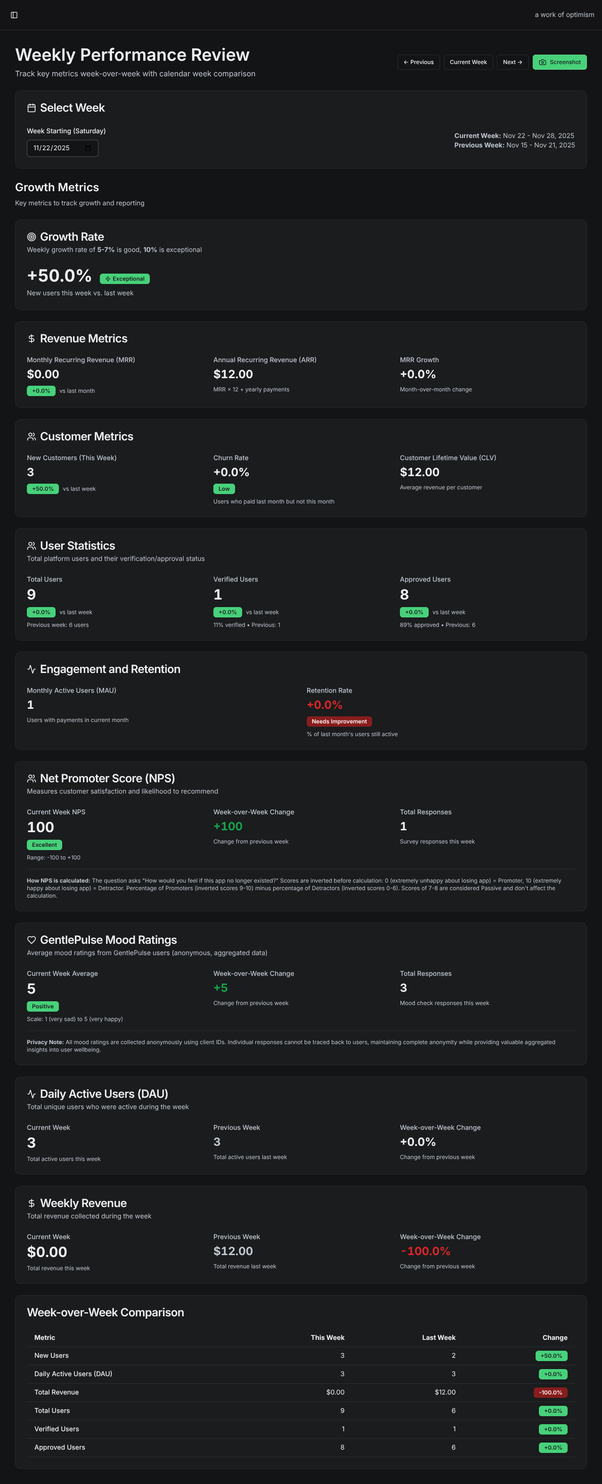 a work of optimism
Weekly Performance Review
Track key metrics week-over-week with calendar week comparison
← Previous
Current Week
Next →
Screenshot
Select Week
Week Starting (Saturday)
11/22/2025
Current Week: Nov 22 - Nov 28, 2025
Previous Week: Nov 15 - Nov 21, 2025
Growth Metrics
Key metrics to track growth and reporting
Growth Rate
Weekly growth rate of 5-7% is good, 10% is exceptional
+50.0% Exceptional
New users this week vs. last week
Revenue Metrics
Monthly Recurring Revenue (MRR)
$0.00
+0.0% vs last month
Annual Recurring Revenue (ARR)
$12.00
MRR × 12 + yearly payments
MRR Growth
+0.0%
Month-over-month change
Customer Metrics
New Customers (This Week)
3
+50.0% vs last week
Churn Rate
+0.0%
Low
Users who paid last month but not this month
Customer Lifetime Value (CLV)
$12.00
Average revenue per customer
User Statistics
Total platform users and their verification/approval status
Total Users
9
+0.0% vs last week
Previous week: 6 users
Verified Users
1
+0.0% vs last week
11% verified • Previous: 1
Approved Users
8
+0.0% vs last week
89% approved • Previous: 6
Engagement and Retention
Monthly Active Users (MAU)
1
Users with payments in current month
Retention Rate
+0.0%
Needs Improvement
% of last month's users still active
Net Promoter Score (NPS)
Measures customer satisfaction and likelihood to recommend
Current Week NPS
100
Excellent
Range: -100 to +100
Week-over-Week Change
+100
Change from previous week
Total Responses
1
Survey responses this week
How NPS is calculated: The question asks "How would you feel if this app no longer existed?" Scores are inverted before calculation: 0 (extremely unhappy about losing app) = Promoter, 10 (extremely
happy about losing app) = Detractor. Percentage of Promoters (inverted scores 9-10) minus percentage of Detractors (inverted scores 0-6). Scores of 7-8 are considered Passive and don't affect the
calculation.
GentlePulse Mood Ratings
Average mood ratings from GentlePulse users (anonymous, aggregated data)
Current Week Average
5
Positive
Scale: 1 (very sad) to 5 (very happy)
Week-over-Week Change
+5
Change from previous week
Total Responses
3
Mood check responses this week
Privacy Note: All mood ratings are collected anonymously using client IDs. Individual responses cannot be traced back to users, maintaining complete anonymity while providing valuable aggregated
insights into user wellbeing.
Daily Active Users (DAU)
Total unique users who were active during the week
Current Week
3
Total active users this week
Previous Week
3
Total active users last week
Week-over-Week Change
+0.0%
Change from previous week
Weekly Revenue
Total revenue collected during the week
Current Week
$0.00
Total revenue this week
Previous Week
$12.00
Total revenue last week
Week-over-Week Change
-100.0%
Change from previous week
Week-over-Week Comparison
Metric This Week Last Week Change
New Users 3 2 +50.0%
Daily Active Users (DAU) 3 3 +0.0%
Total Revenue $0.00 $12.00 -100.0%
Total Users 9 6 +0.0%
Verified Users 1 1 +0.0%
Approved Users 8 6 +0.0%